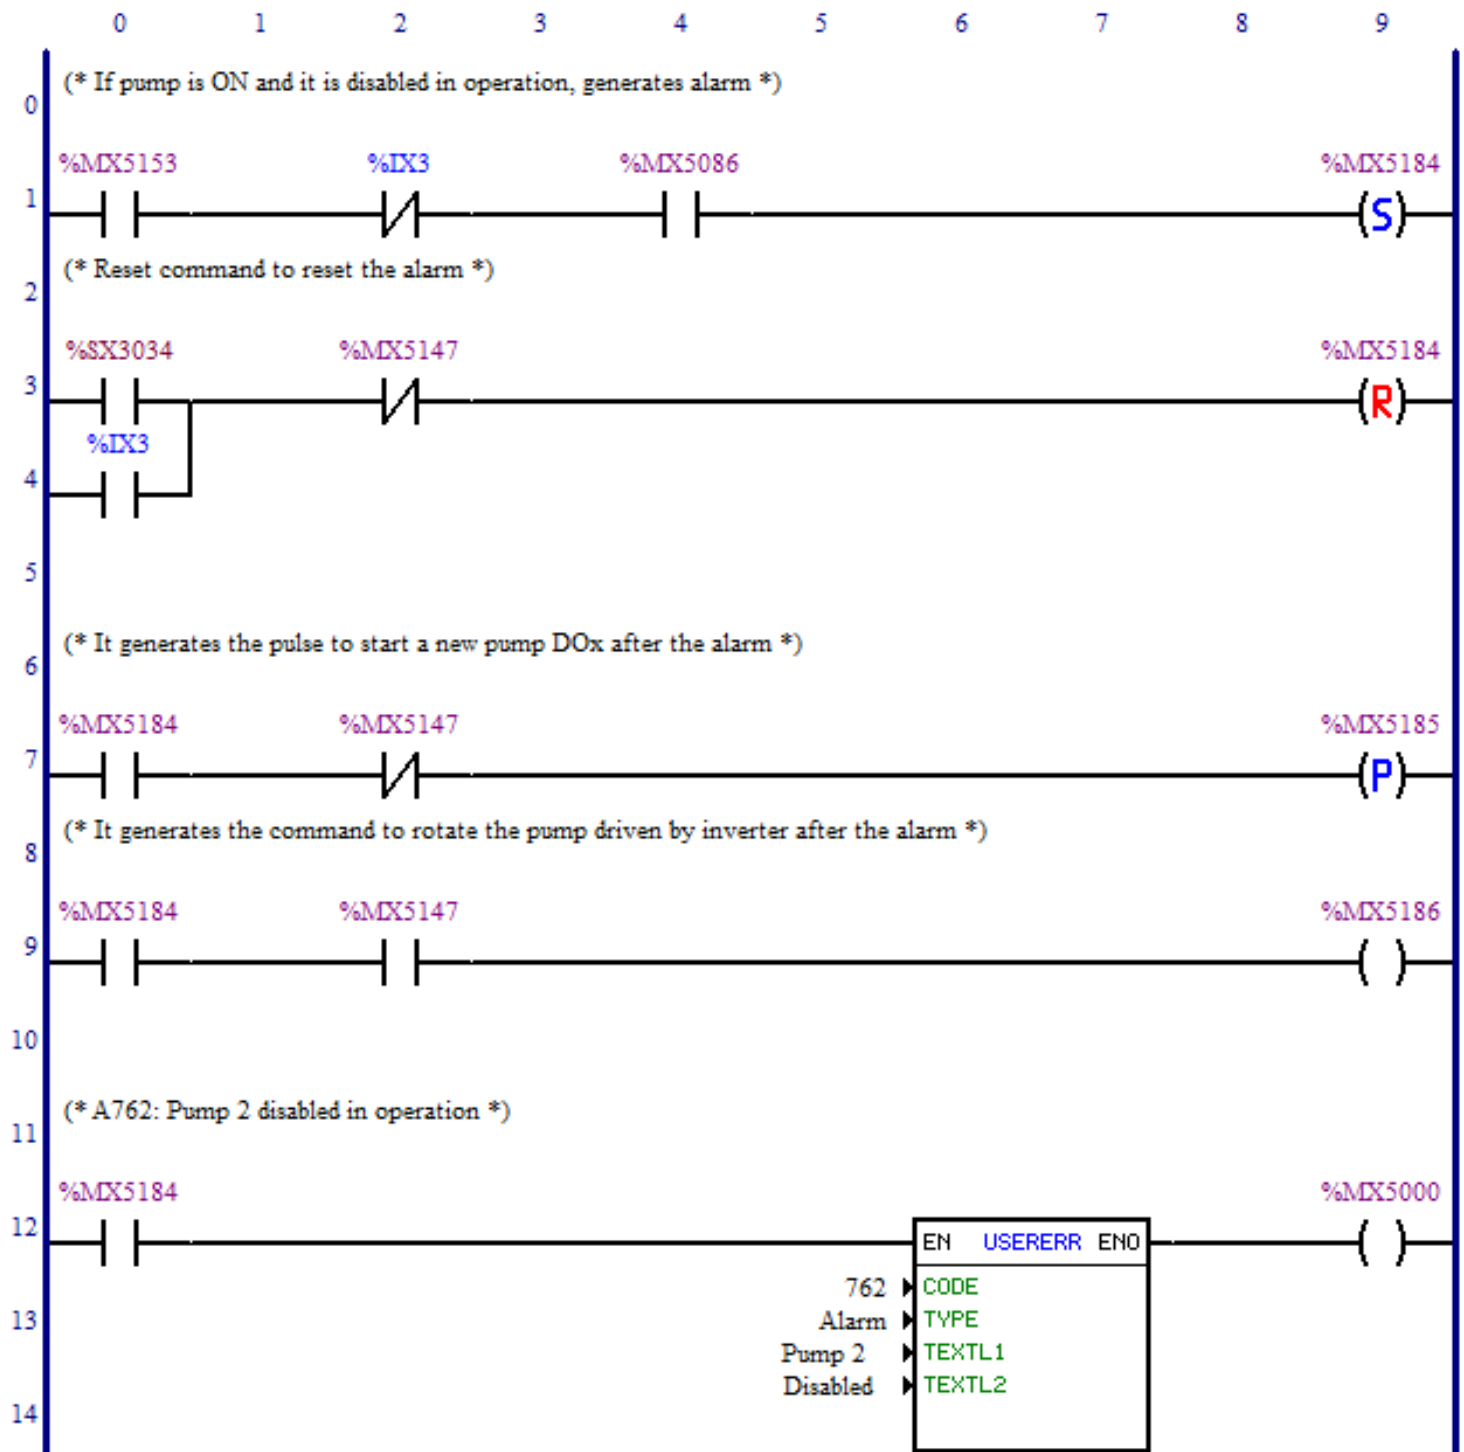 0 1 2 3 4 5 6 7 8 9
(* If pump is ON and it is disabled in operation, generates alarm *)
0
%MX5153 %IX3 %MX5086 %MX5184
1 (S)
(* Reset command to reset the alarm *)
2
%SX3034 %MX5147 %MX5184
3 (R)
%IX3
4
5
(* It generates the pulse to start a new pump DOx after the alarm *)
6
%MX5184 %MX5147 %MX5185
7 (P)
(* It generates the command to rotate the pump driven by inverter after the alarm *)
8
%MX5184 %MX5147 %MX5186
9 ( )
10
(* A762: Pump 2 disabled in operation *)
11
%MX5184 %MX5000
12 EN USERERR ENO ( )
762 CODE
13 Alarm TYPE
Pump 2 TEXTL1
Disabled TEXTL2
14